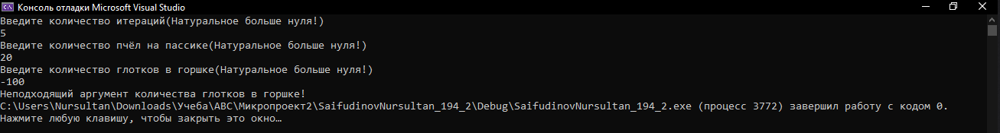 Консоль отладки Microsoft Visual Studio
Введите количество итераций(Натуральное больше нуля!)
5
Введите количество пчёл на пассике(Натуральное больше нуля!)
20
Введите количество глотков в горшке(Натуральное больше нуля!)
-100
Неподходящий аргумент количества глотков в горшке!
C:\Users\Nursultan\Downloads\Учеба\АВС\Микропроект2\SaifudinovNursultan_194_2\Debug\SaifudinovNursultan_194_2.exe (процесс 3772) завершил работу с кодом 0.
Нажмите любую клавишу, чтобы закрыть это окно…